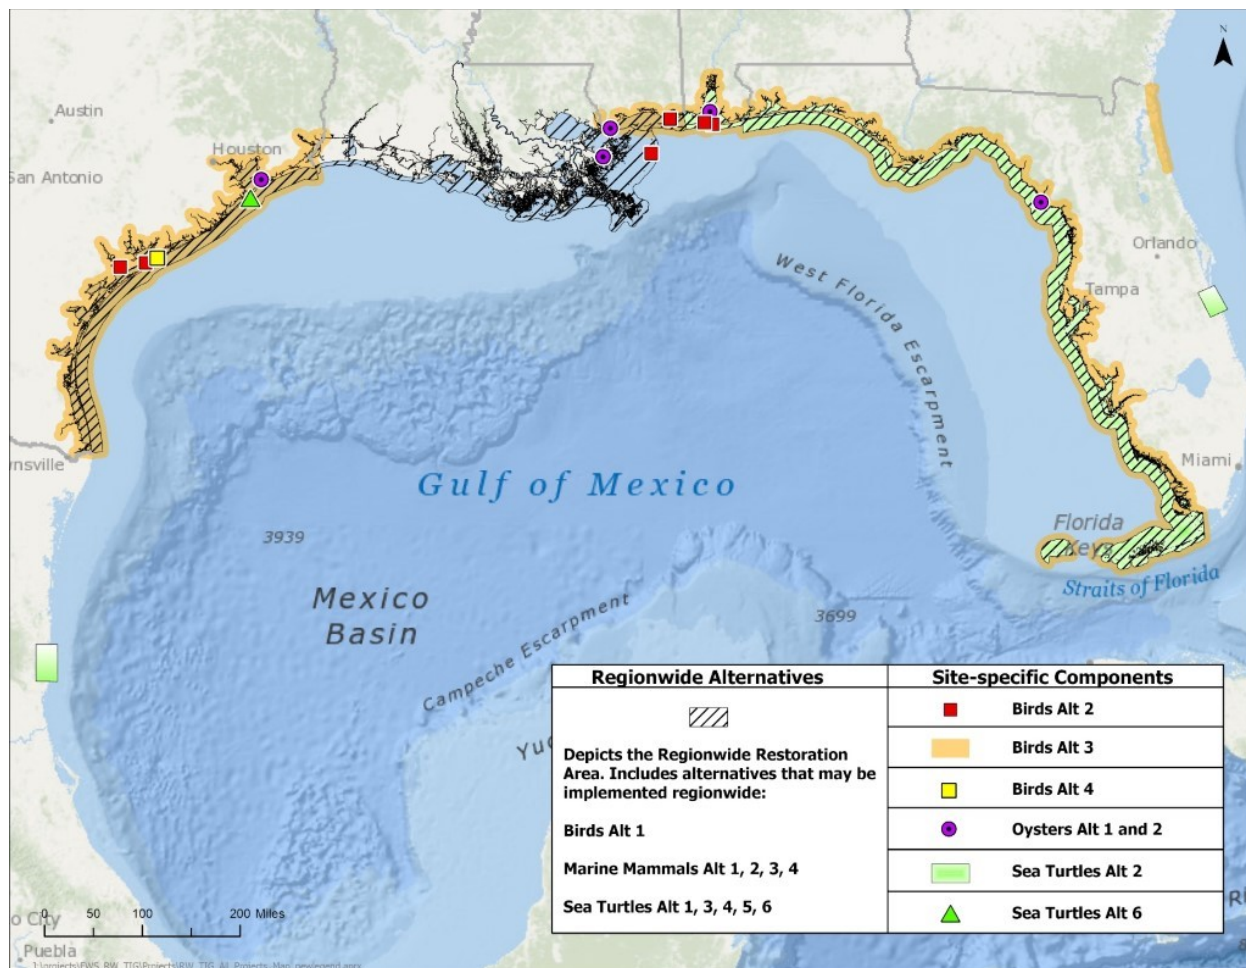 N
Austin
Houston
San Antonio
Orlando
Tampa
West Florida Escarpment
nsville
Miami
Gulf of Mexico
Florida
Keys
3939
Straits of Florida
Mexico
Basin
3699
Campeche Escarpment
Yuc
Regionwide Alternatives
Depicts the Regionwide Restoration
Area. Includes alternatives that may be
implemented regionwide:
Birds Alt 1
Marine Mammals Alt 1, 2, 3, 4
Sea Turtles Alt 1, 3, 4, 5, 6
Site-specific Components
Birds Alt 2
Birds Alt 3
Birds Alt 4
Oysters Alt 1 and 2
Sea Turtles Alt 2
Sea Turtles Alt 6
0 50 100 200 Miles
o City
Puebla